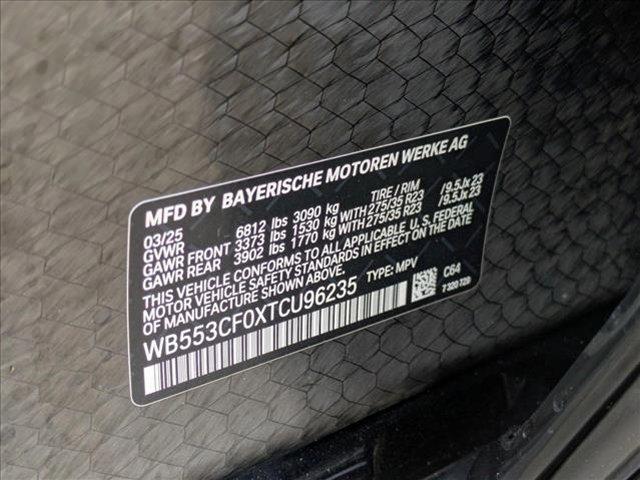 MFD BY BAYERISCHE MOTOREN WERKE AG
03/25 TIRE / RIM
GVWR 6812 lbs 3090 kg
GAWR FRONT 3373 lbs 1530 kg WITH 275/35 R23 /9.5Jx23
GAWR REAR 3902 lbs 1770 kg WITH 275/35 R23 /9.5Jx23
THIS VEHICLE CONFORMS TO ALL APPLICABLE U.S. FEDERAL
MOTOR VEHICLE SAFETY STANDARDS IN EFFECT ON THE DATE
OF MANUFACTURE SHOWN ABOVE.
WB553CF0XTCU96235 TYPE: MPV C64
7 320 729